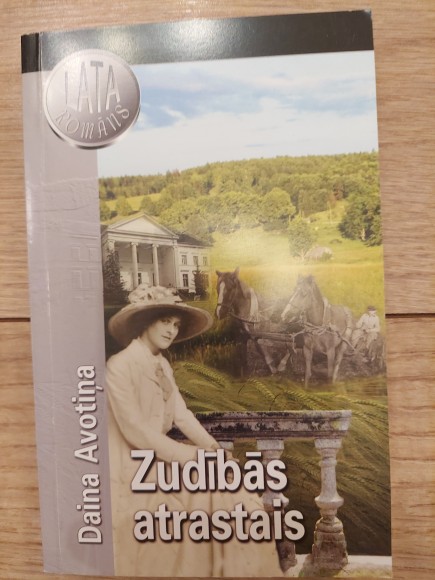 LATA
ROMĀNS
Daina Avotiņa
Zudībās
atrastais